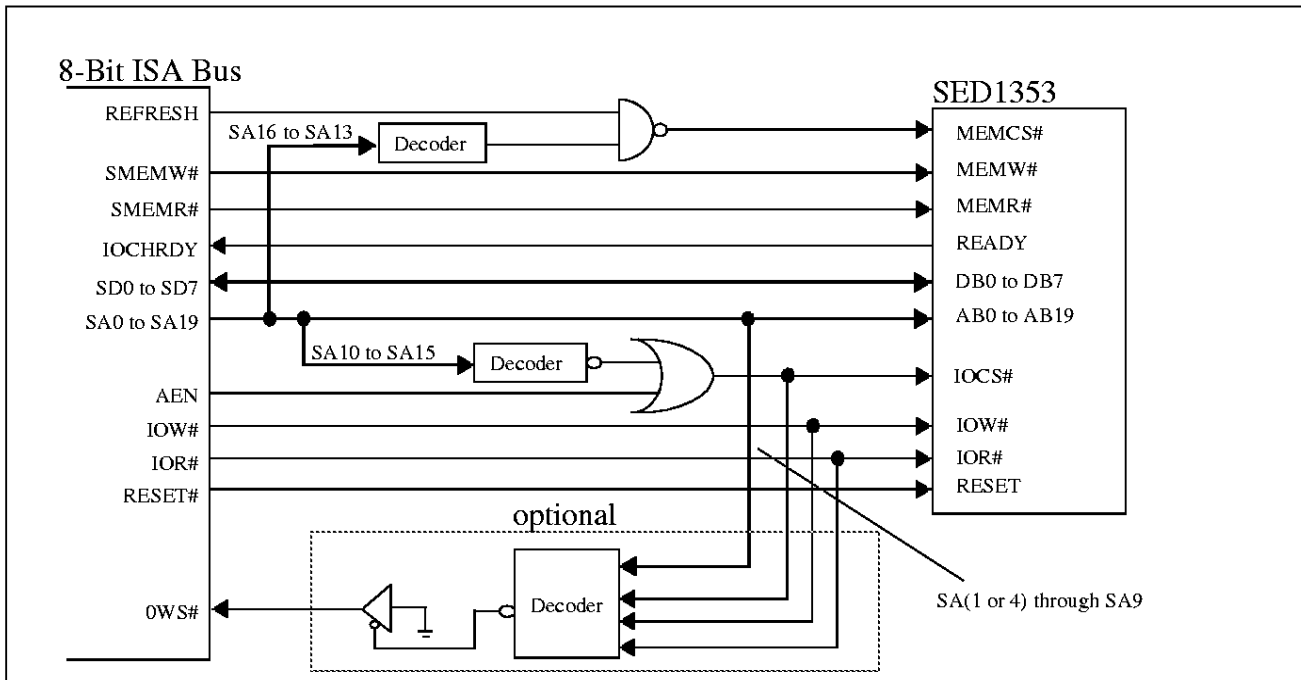 8-Bit ISA Bus
SED1353
REFRESH
SA16 to SA13
Decoder
MEMCS#
SMEMW#
MEMW#
SMEMR#
MEMR#
IOCHRDY
READY
SD0 to SD7
DB0 to DB7
SA0 to SA19
AB0 to AB19
SA10 to SA15
Decoder
IOCS#
AEN
IOW#
IOW#
IOR#
IOR#
RESET#
RESET
optional
0WS#
Decoder
SA(1 or 4) through SA9